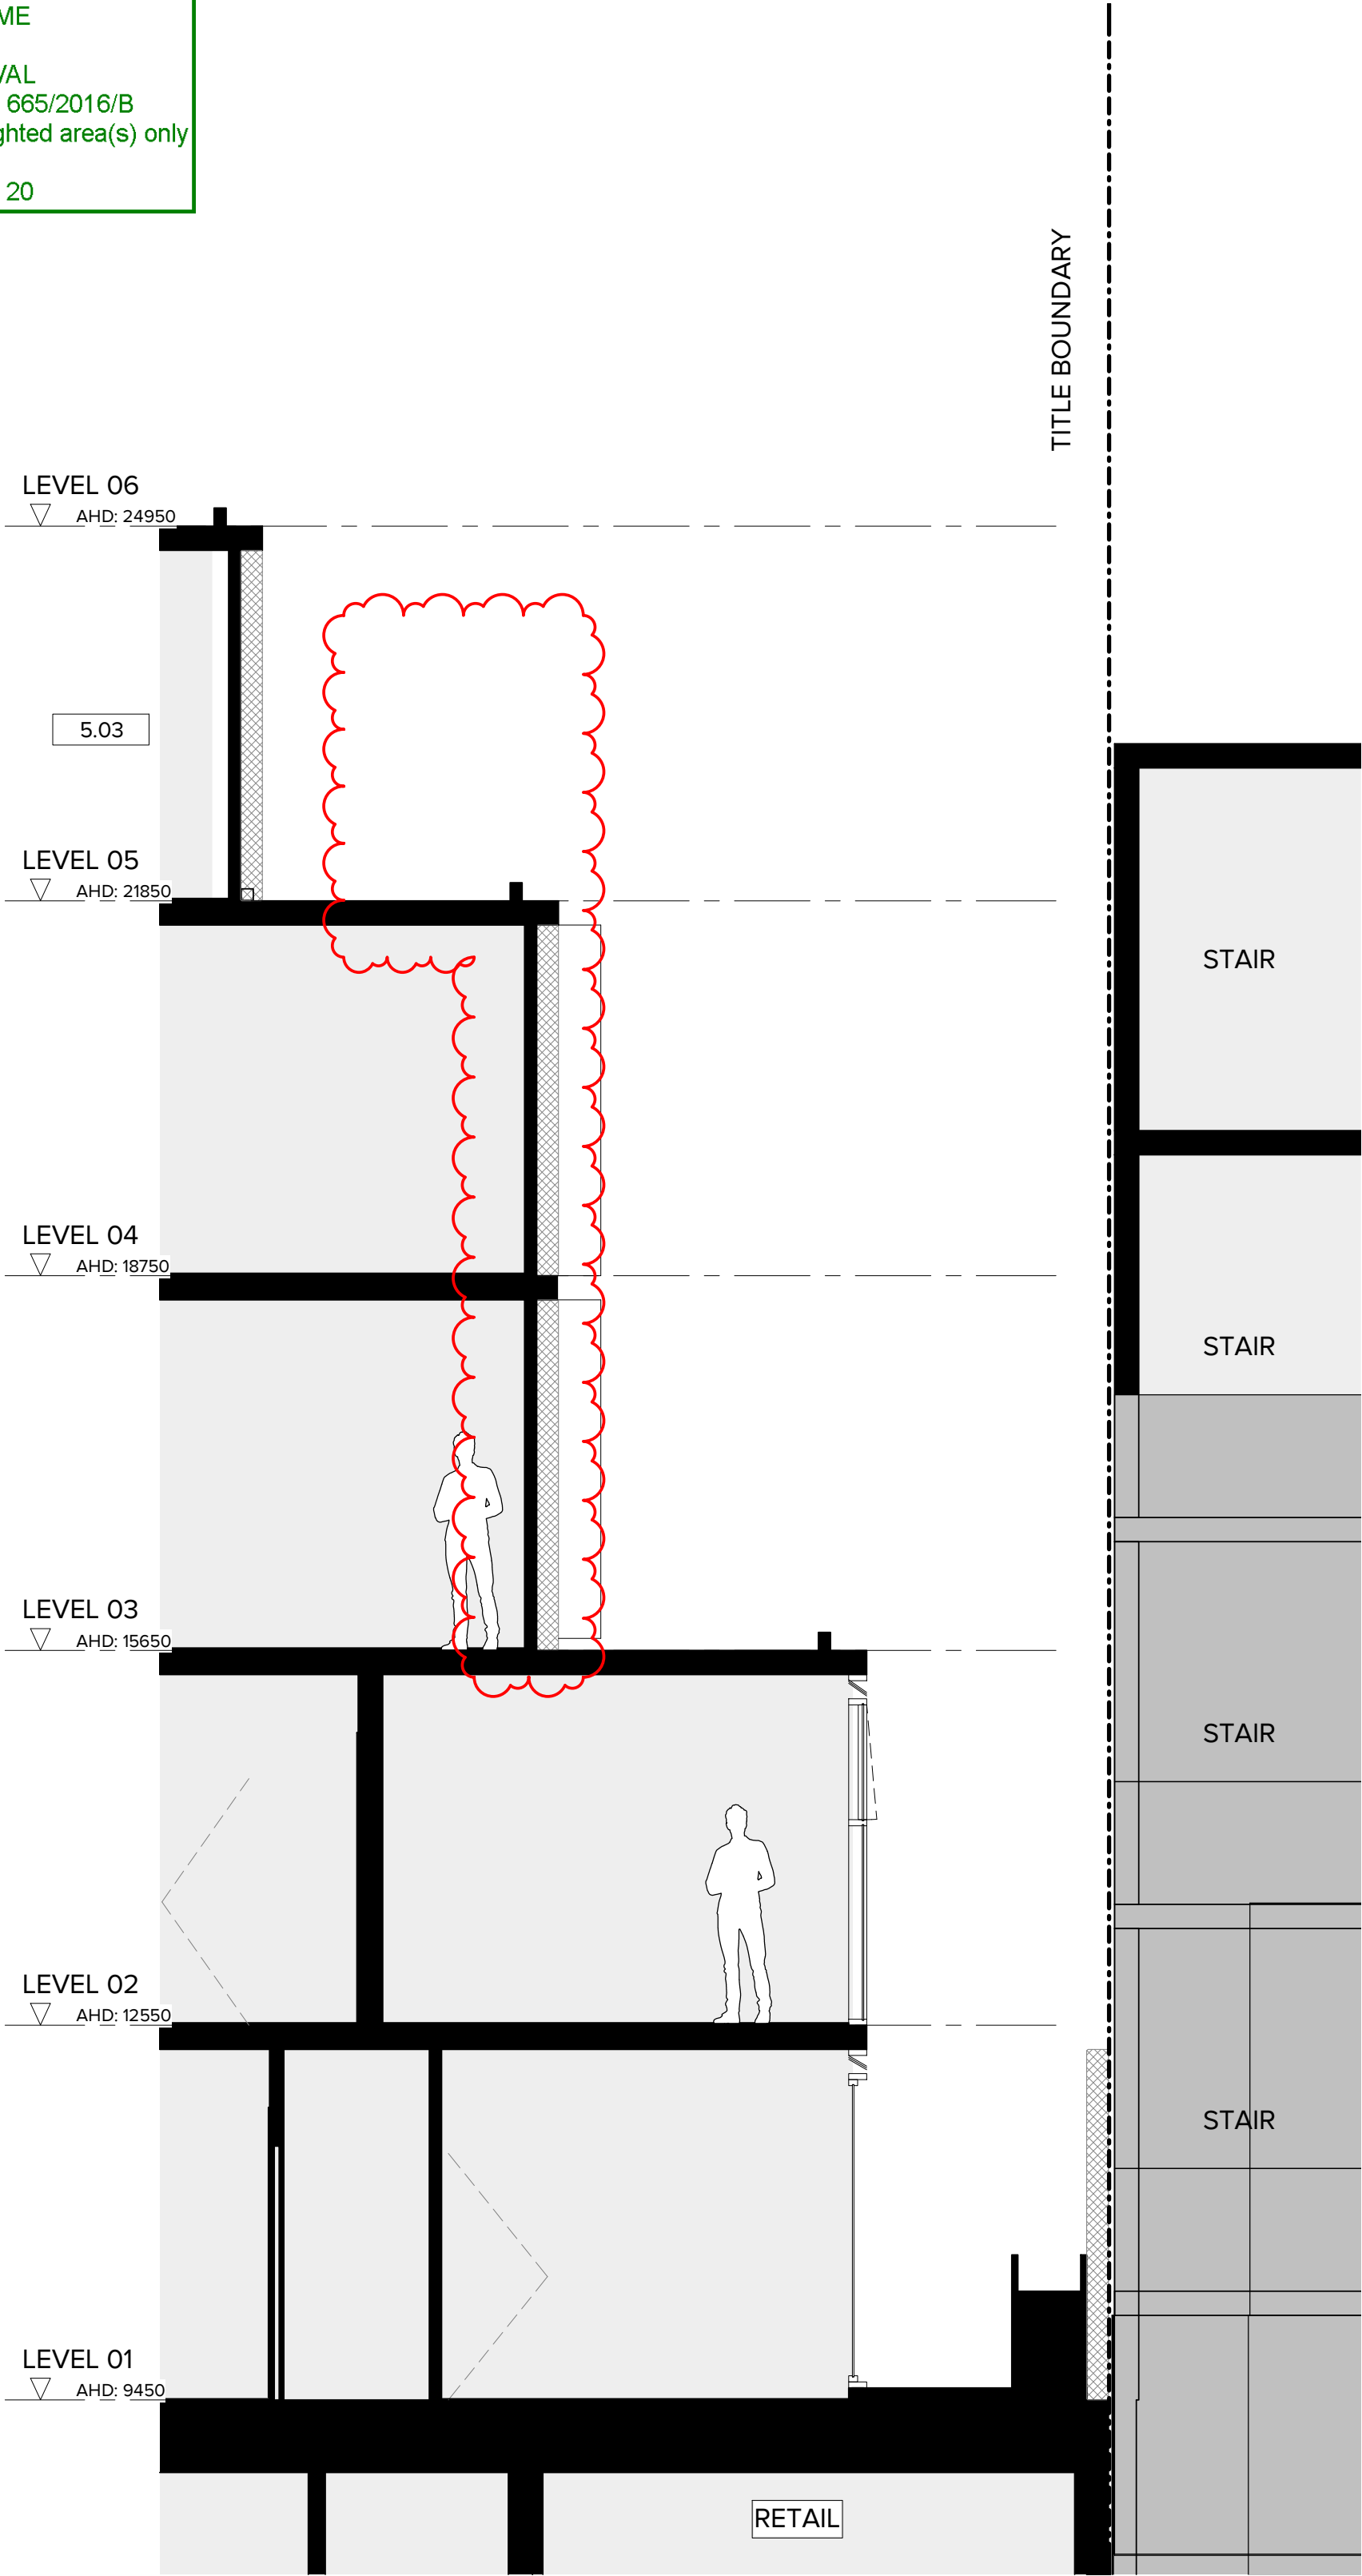 ME
VAL
665/2016/B
ghted area(s) only
20
TITLE BOUNDARY
LEVEL 06
AHD: 24950
5.03
LEVEL 05
AHD: 21850
STAIR
LEVEL 04
AHD: 18750
STAIR
LEVEL 03
AHD: 15650
STAIR
LEVEL 02
AHD: 12550
STAIR
LEVEL 01
AHD: 9450
RETAIL